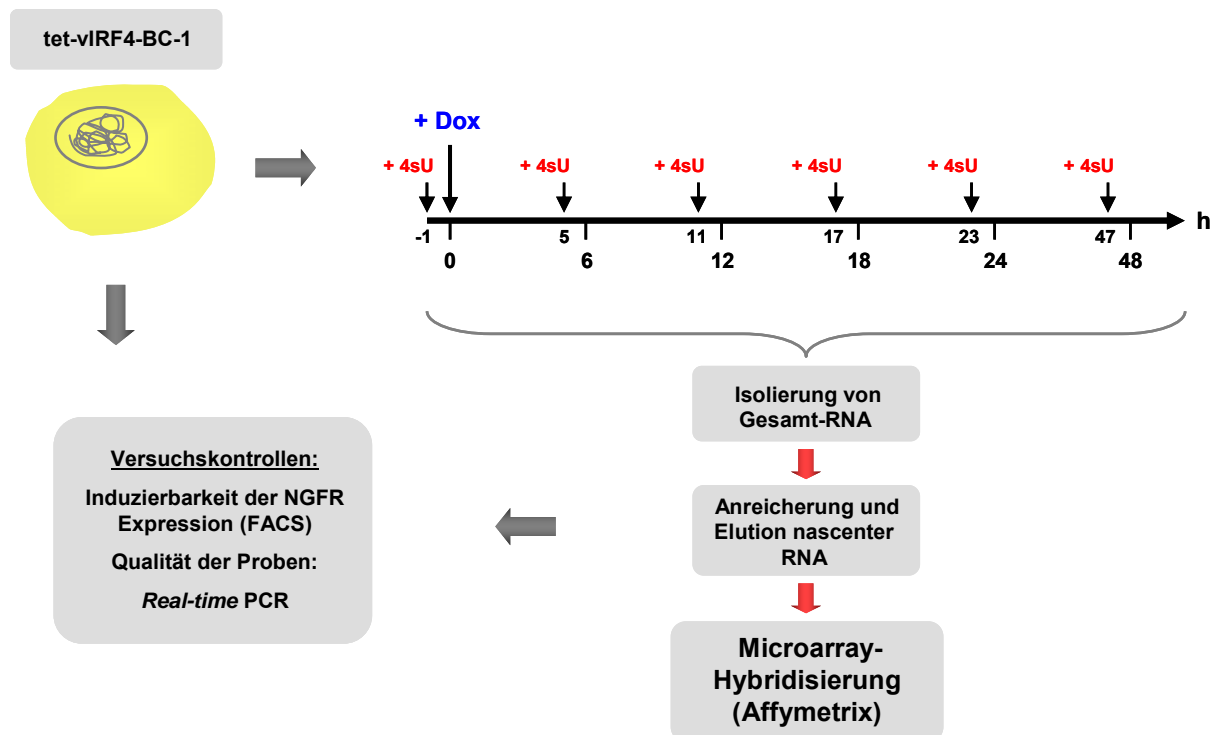 tet-vIRF4-BC-1
+ Dox
+ 4sU + 4sU + 4sU + 4sU + 4sU + 4sU
h
-1 5 11 17 23 47
0 6 12 18 24 48
Isolierung von
Gesamt-RNA
Versuchskontrollen:
Induzierbarkeit der NGFR
Expression (FACS)
Qualität der Proben:
Real-time PCR
Anreicherung und
Elution nascenter
RNA
Microarray-
Hybridisierung
(Affymetrix)